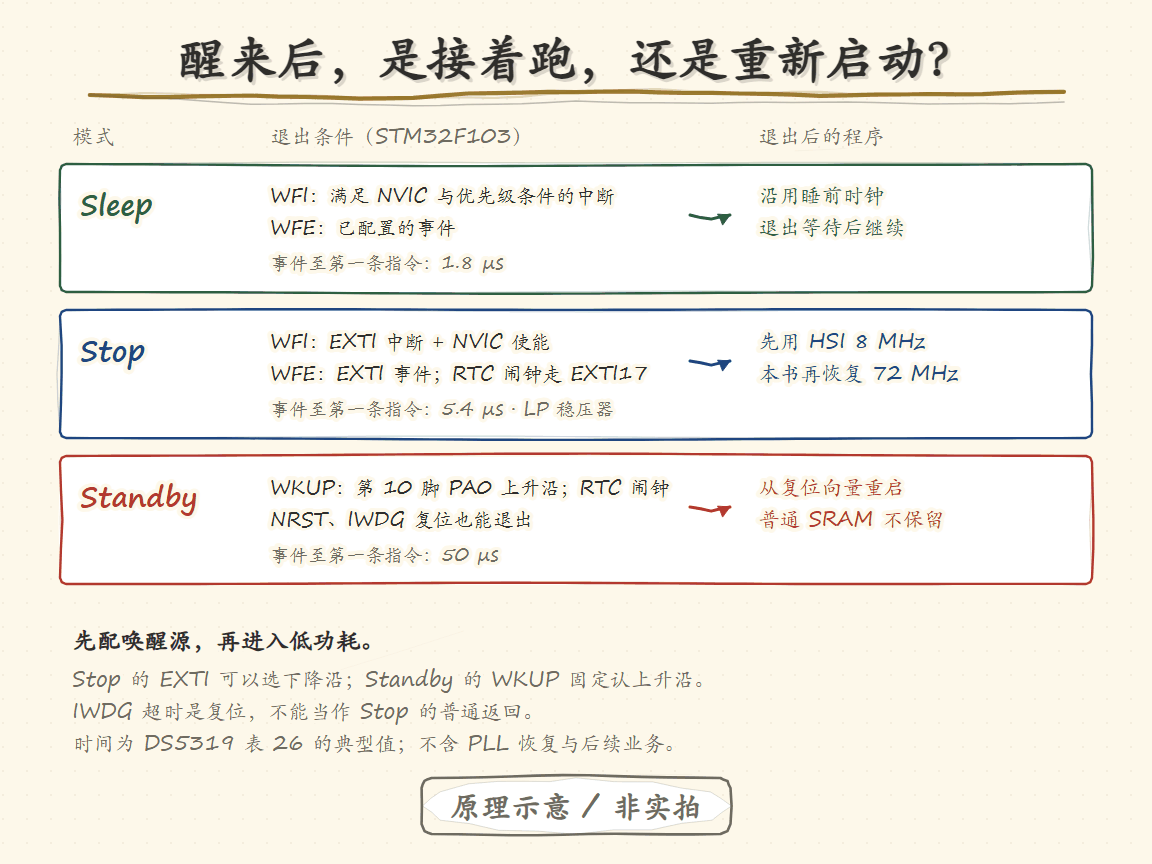 醒来后，是接着跑，还是重新启动？
模式
退出条件（STM32F103）
退出后的程序
Sleep
WFI：满足 NVIC 与优先级条件的中断
WFE：已配置的事件
事件至第一条指令：1.8 μs
沿用睡前时钟
退出等待后继续
Stop
WFI：EXTI 中断 + NVIC 使能
WFE：EXTI 事件；RTC 闹钟走 EXTI17
事件至第一条指令：5.4 μs · LP 稳压器
先用 HSI 8 MHz
本书再恢复 72 MHz
Standby
WKUP：第 10 脚 PA0 上升沿；RTC 闹钟
NRST、IWDG 复位也能退出
事件至第一条指令：50 μs
从复位向量重启
普通 SRAM 不保留
先配唤醒源，再进入低功耗。
Stop 的 EXTI 可以选下降沿；Standby 的 WKUP 固定认上升沿。
IWDG 超时是复位，不能当作 Stop 的普通返回。
时间为 DS5319 表 26 的典型值；不含 PLL 恢复与后续业务。
原理示意 / 非实拍